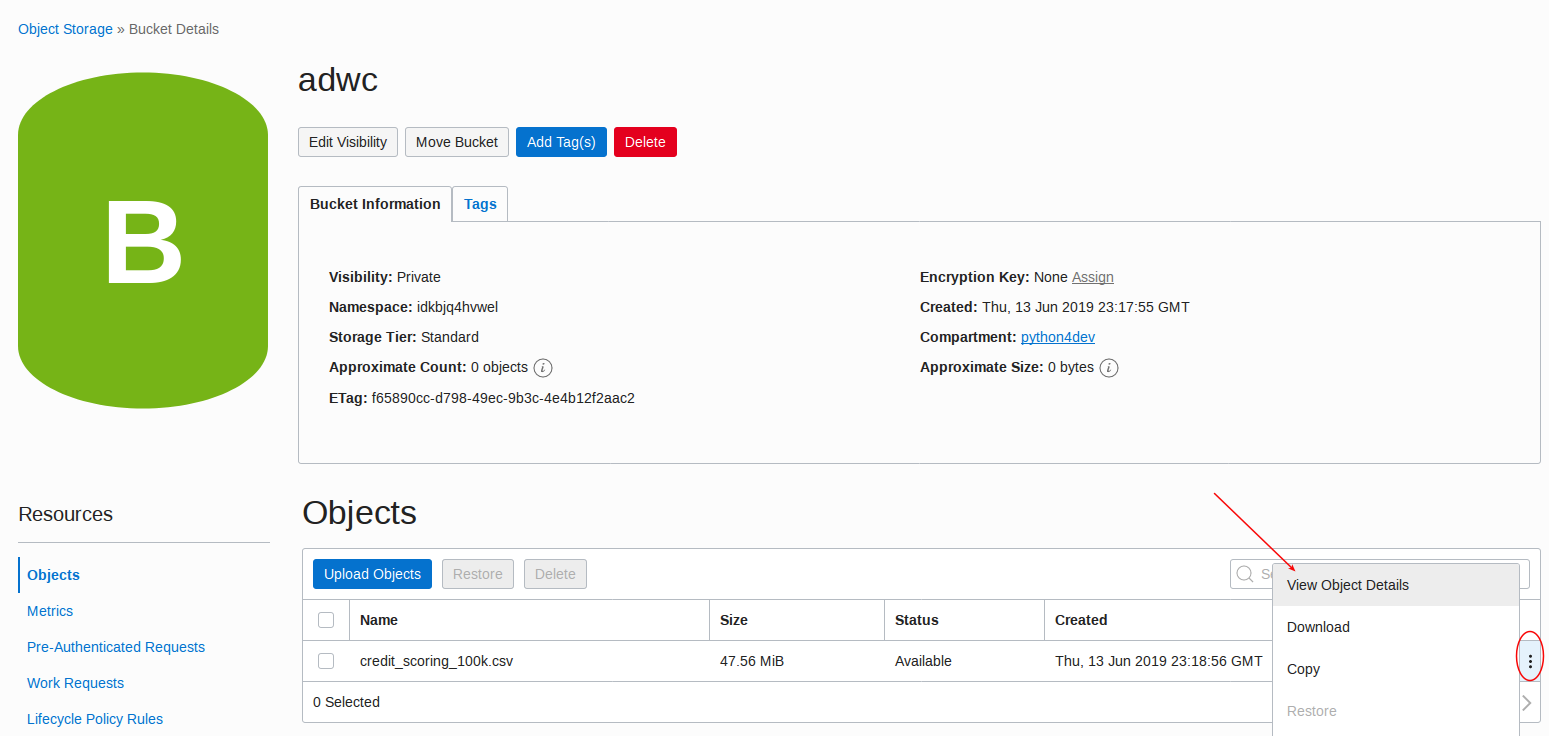 Object Storage » Bucket Details
B
adwc
Edit Visibility Move Bucket Add Tag(s) Delete
Bucket Information Tags
Visibility: Private
Namespace: idkbjq4hvwel
Storage Tier: Standard
Approximate Count: 0 objects i
ETag: f65890cc-d798-49ec-9b3c-4e4b12f2aac2
Encryption Key: None Assign
Created: Thu, 13 Jun 2019 23:17:55 GMT
Compartment: python4dev
Approximate Size: 0 bytes i
Resources
Objects
Metrics
Pre-Authenticated Requests
Work Requests
Lifecycle Policy Rules
Objects
Upload Objects Restore Delete
Name Size Status Created
credit_scoring_100k.csv 47.56 MiB Available Thu, 13 Jun 2019 23:18:56 GMT
0 Selected
View Object Details
Download
Copy
Restore